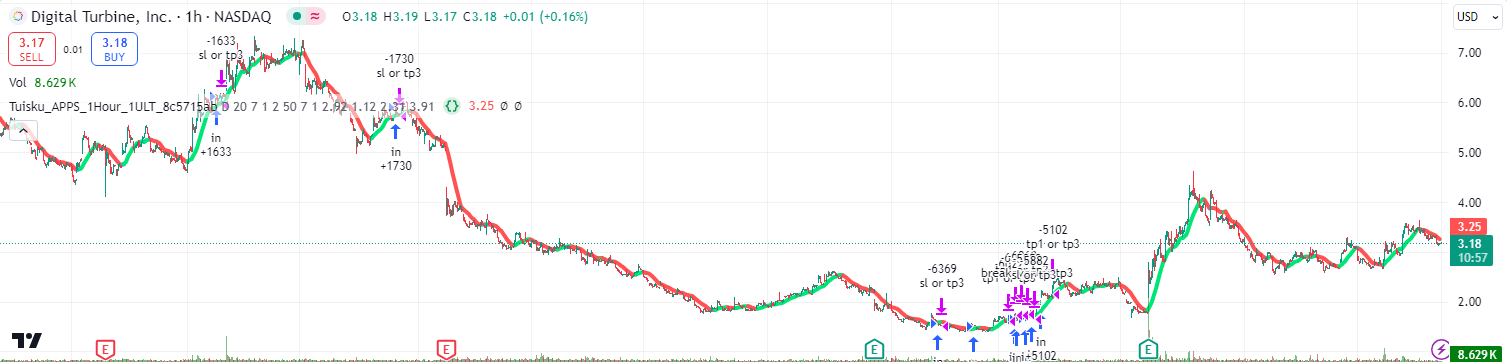 Digital Turbine, Inc. · 1h · NASDAQ O3.18 H3.19 L3.17 C3.18 +0.01 (+0.16%)
USD
3.17 SELL
0.01
3.18 BUY
Vol 8.629 K
Tuisku_APPS_1Hour_1ULT_8c5715ab D 20 7 1 2 50 7 1 2.92 1.12 2.31 3.91 {} 3.25 Ø Ø
-1633
sl or tp3
in
+1633
-1730
sl or tp3
in
+1730
-6369
sl or tp3
-5102
tp1 or tp3
in
+5102
7.00
6.00
5.00
4.00
3.25
3.18
10:57
2.00
8.629 K
E
E
E
E